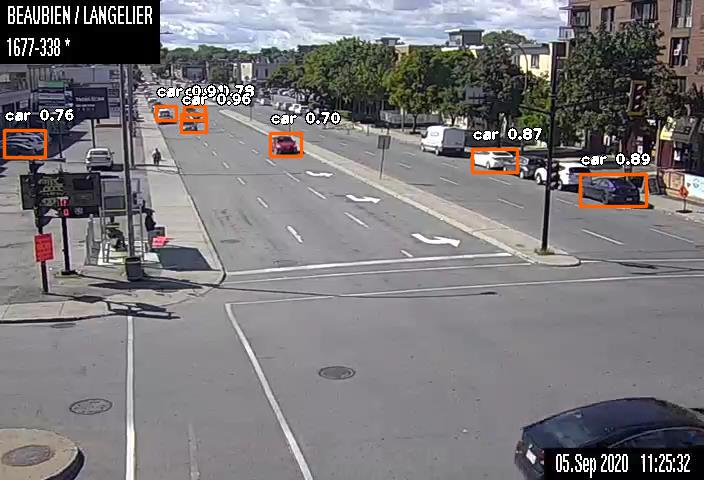 BEAUBIEN / LANGELIER
1677-338 *
car 0.96
car 0.76
car 0.70
car 0.87
car 0.89
05.Sep 2020 11:25:32